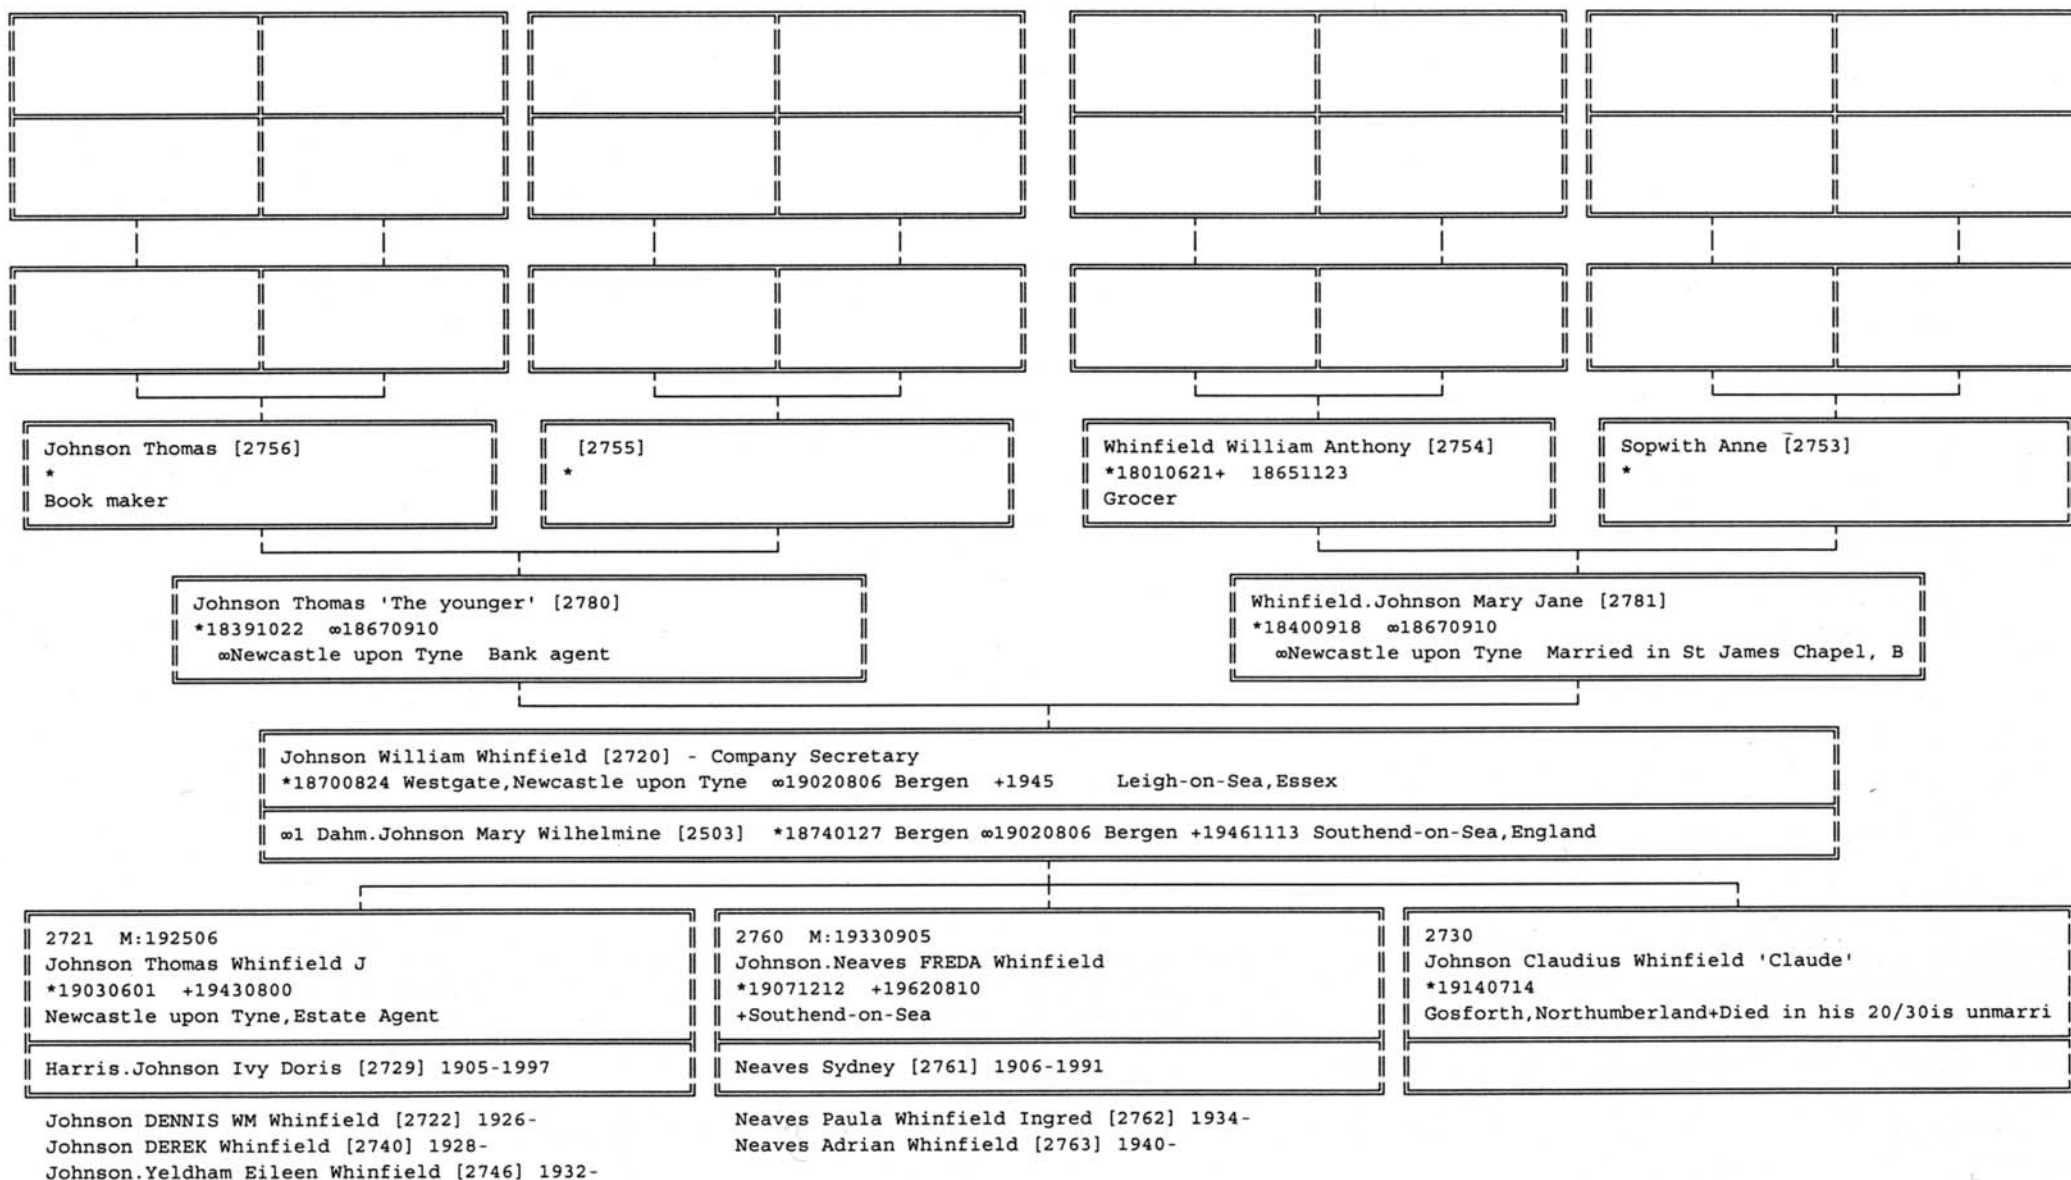 Johnson Thomas [2756]
*
Book maker
[2755]
*
Whinfield William Anthony [2754]
*18010621+ 18651123
Grocer
Sopwith Anne [2753]
*
Johnson Thomas 'The younger' [2780]
*18391022 ∞18670910
∞Newcastle upon Tyne Bank agent
Whinfield.Johnson Mary Jane [2781]
*18400918 ∞18670910
∞Newcastle upon Tyne Married in St James Chapel, B
Johnson William Whinfield [2720] - Company Secretary
*18700824 Westgate,Newcastle upon Tyne ∞19020806 Bergen +1945 Leigh-on-Sea,Essex
∞1 Dahm.Johnson Mary Wilhelmine [2503] *18740127 Bergen ∞19020806 Bergen +19461113 Southend-on-Sea,England
2721 M:192506
Johnson Thomas Whinfield J
*19030601 +19430800
Newcastle upon Tyne,Estate Agent
Harris.Johnson Ivy Doris [2729] 1905-1997
Johnson DENNIS WM Whinfield [2722] 1926-
Johnson DEREK Whinfield [2740] 1928-
Johnson.Yeldham Eileen Whinfield [2746] 1932-
2760 M:19330905
Johnson.Neaves FREDA Whinfield
*19071212 +19620810
+Southend-on-Sea
Neaves Sydney [2761] 1906-1991
Neaves Paula Whinfield Ingred [2762] 1934-
Neaves Adrian Whinfield [2763] 1940-
2730
Johnson Claudius Whinfield 'Claude'
*19140714
Gosforth,Northumberland+Died in his 20/30is unmarri